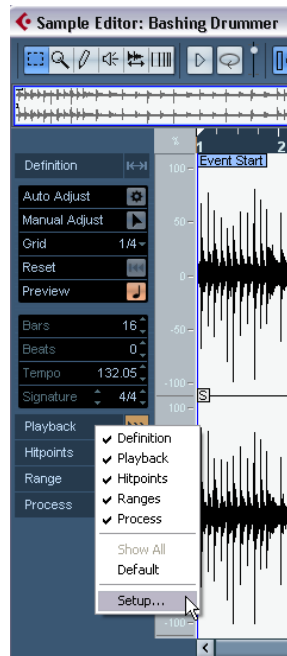 Sample Editor: Bashing Drummer
%
1 2
Event Start
Definition
100
Auto Adjust
Manual Adjust
50
Grid 1/4
Reset
0
Preview
Bars 16
-50
Beats 0
Tempo 132.05
-100
Signature 4/4
S
100
Playback
Hitpoints
Range
Process
Definition
Playback
Hitpoints
Ranges
Process
Show All
Default
Setup...
-100